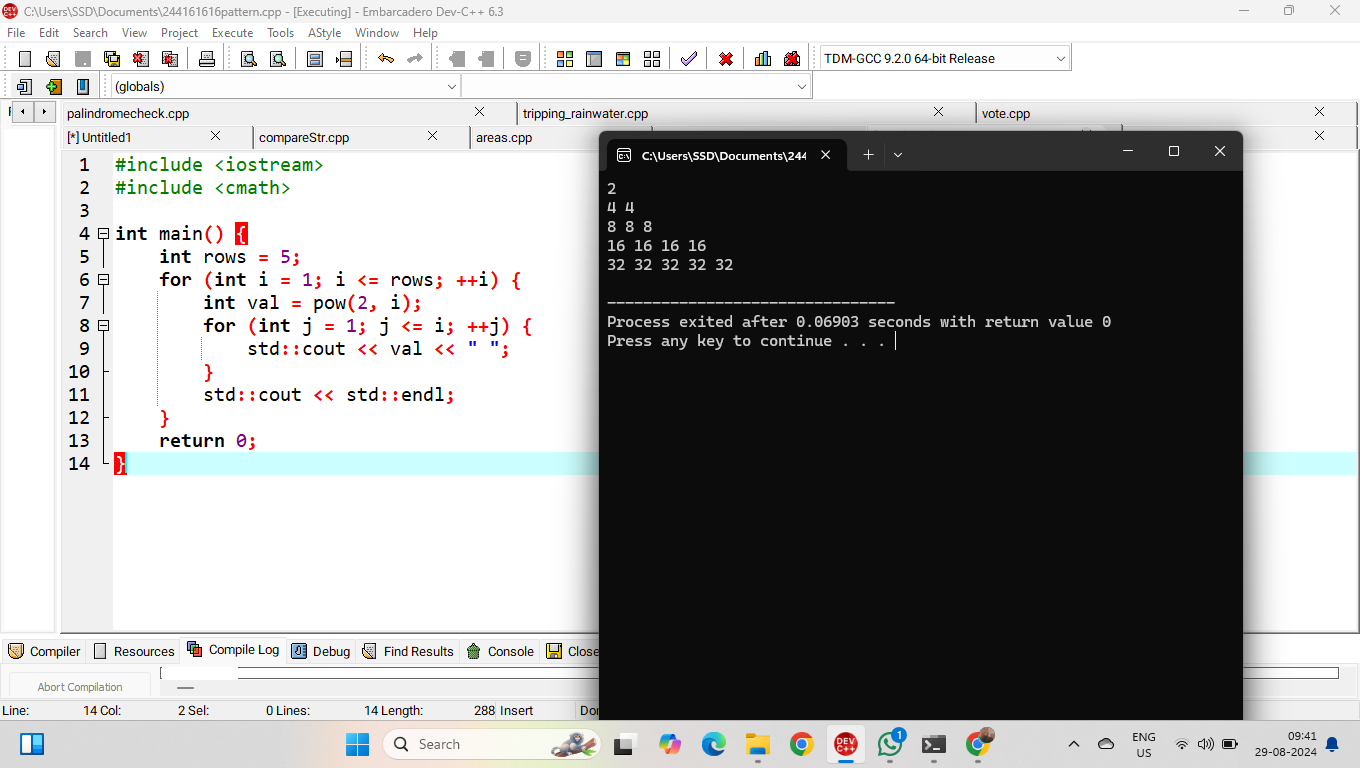 C:\Users\SSD\Documents\244161616pattern.cpp - [Executing] - Embarcadero Dev-C++ 6.3
File Edit Search View Project Execute Tools AStyle Window Help
TDM-GCC 9.2.0 64-bit Release
(globals)
palindromecheck.cpp tripping_rainwater.cpp vote.cpp
[*] Untitled1 compareStr.cpp areas.cpp
1 #include <iostream>
2 #include <cmath>
3
4 int main() {
5 int rows = 5;
6 for (int i = 1; i <= rows; ++i) {
7 int val = pow(2, i);
8 for (int j = 1; j <= i; ++j) {
9 std::cout << val << " ";
10 }
11 std::cout << std::endl;
12 }
13 return 0;
14 }
C:\Users\SSD\Documents\244
2
4 4
8 8 8
16 16 16 16
32 32 32 32 32
--------------------------------
Process exited after 0.06903 seconds with return value 0
Press any key to continue . . .
Compiler Resources Compile Log Debug Find Results Console Close
Abort Compilation
Line: 14 Col: 2 Sel: 0 Lines: 14 Length: 288 Insert
Search
DEV C++
1
ENG
US
09:41
29-08-2024